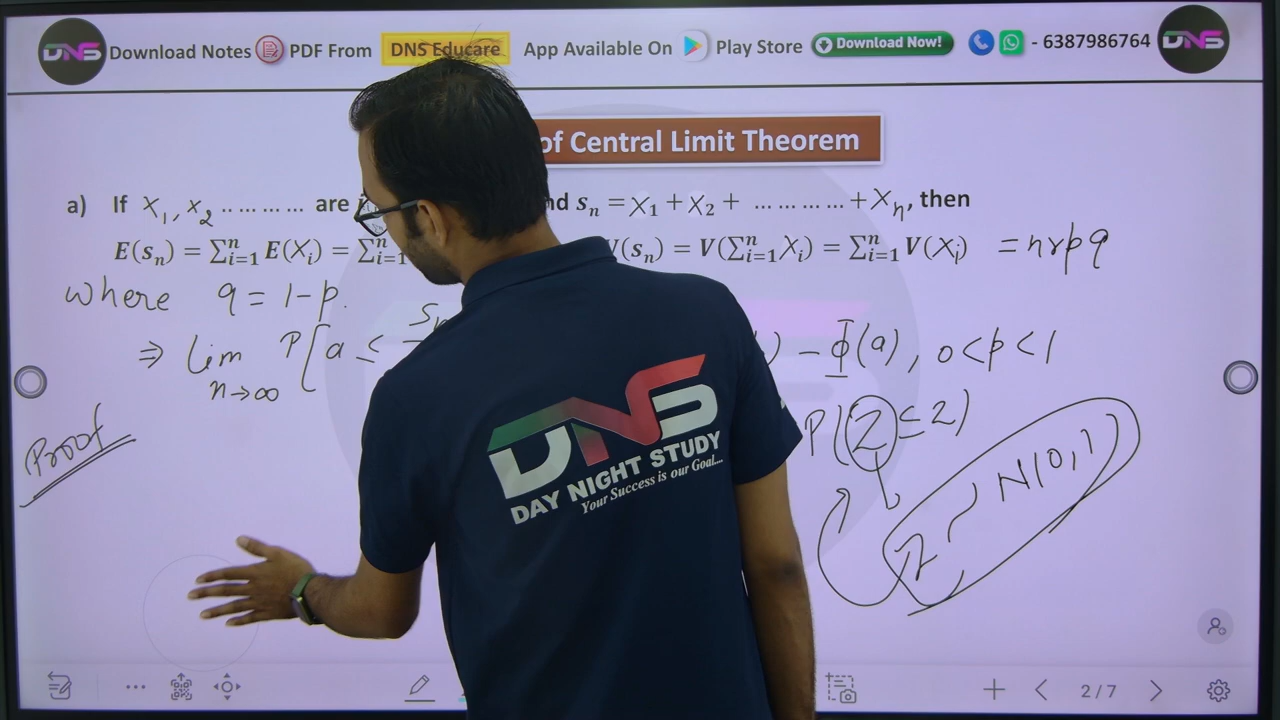 DNS Download Notes PDF From DNS Educare App Available On Play Store Download Now! - 6387986764 DNS
of Central Limit Theorem
a) If X₁, X₂ ... ... ... ... are nd sₙ = X₁ + X₂ + ... ... ... ... + Xₙ, then
E(sₙ) = ∑ⁿᵢ₌₁ E(Xᵢ) = ∑ⁿᵢ₌₁ V(sₙ) = V(∑ⁿᵢ₌₁ Xᵢ) = ∑ⁿᵢ₌₁ V(Xᵢ) = nrpq
where q = 1-p.
⇒ lim n→∞ P[a ≤ Sₙ ) - Φ(a), 0<p<1
P(Z ≤ z)
Proof
Z ~ N(0,1)
DNS
DAY NIGHT STUDY
Your Success is our Goal....
2/7